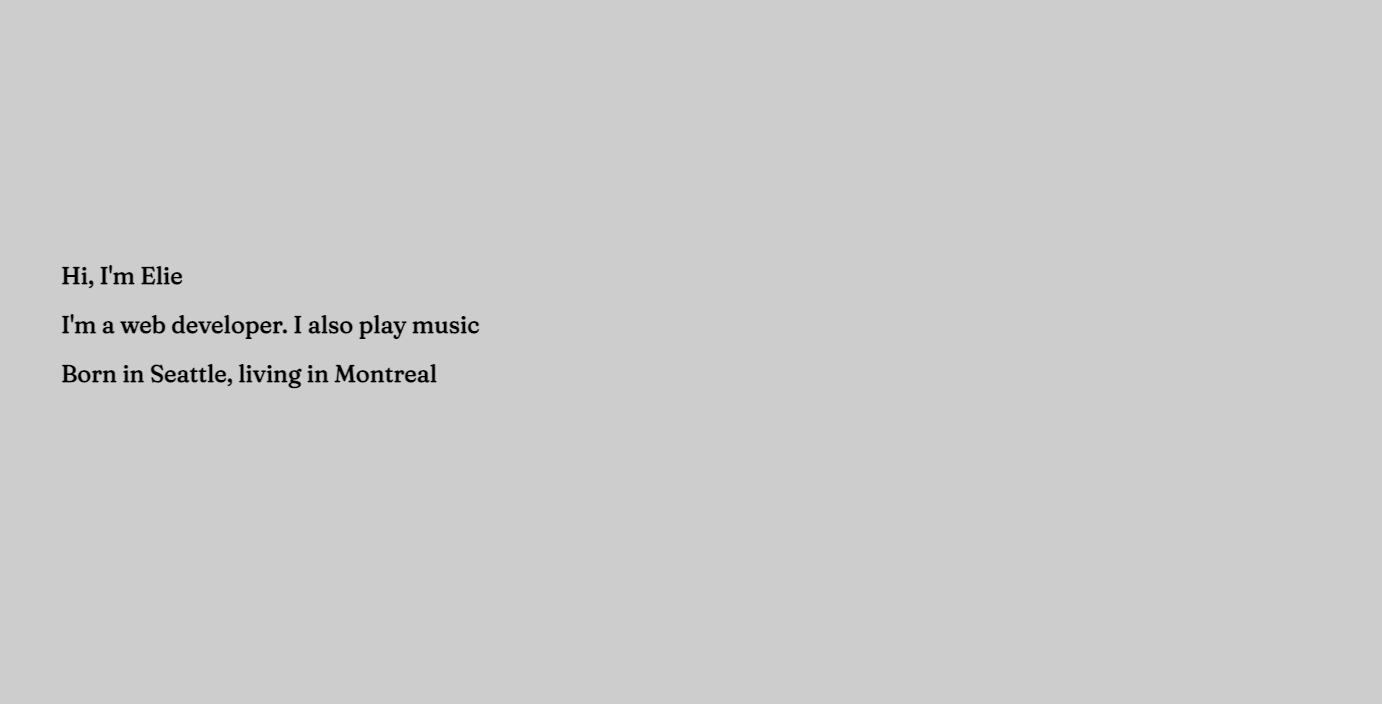 Hi, I'm Elie
I'm a web developer. I also play music
Born in Seattle, living in Montreal